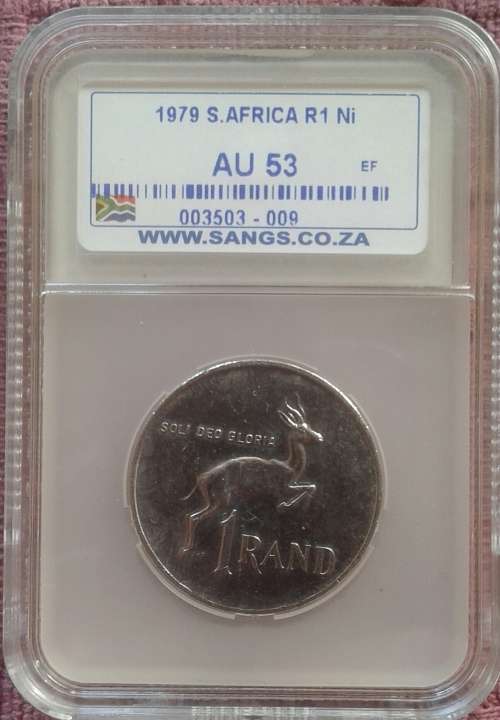 1979 S.AFRICA R1 Ni
AU 53 EF
003503 - 009
WWW.SANGS.CO.ZA
SOLI DEO GLORIA
1 RAND